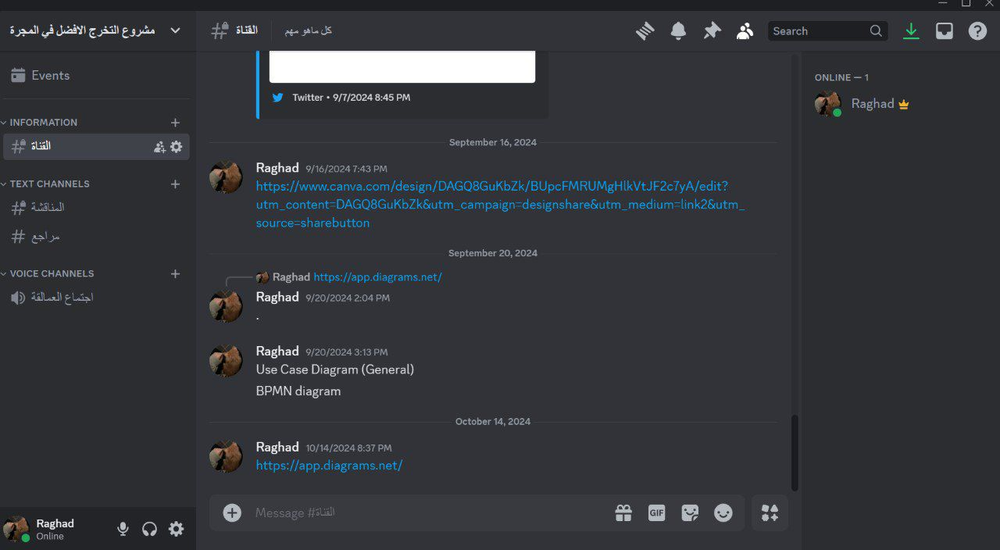 مشروع التخرج الافضل في المجرة
Events
INFORMATION
القناة
TEXT CHANNELS
المناقشة
مراجع
VOICE CHANNELS
اجتماع العمالقة
Raghad
Online
القناة
كل ماهو مهم
Search
Twitter • 9/7/2024 8:45 PM
September 16, 2024
Raghad 9/16/2024 7:43 PM
https://www.canva.com/design/DAGQ8GuKbZk/BUpcFMRUMgHlkVtJF2c7yA/edit?
utm_content=DAGQ8GuKbZk&utm_campaign=designshare&utm_medium=link2&utm_
source=sharebutton
September 20, 2024
Raghad https://app.diagrams.net/
Raghad 9/20/2024 2:04 PM
.
Raghad 9/20/2024 3:13 PM
Use Case Diagram (General)
BPMN diagram
October 14, 2024
Raghad 10/14/2024 8:37 PM
https://app.diagrams.net/
Message #القناة
GIF
ONLINE — 1
Raghad